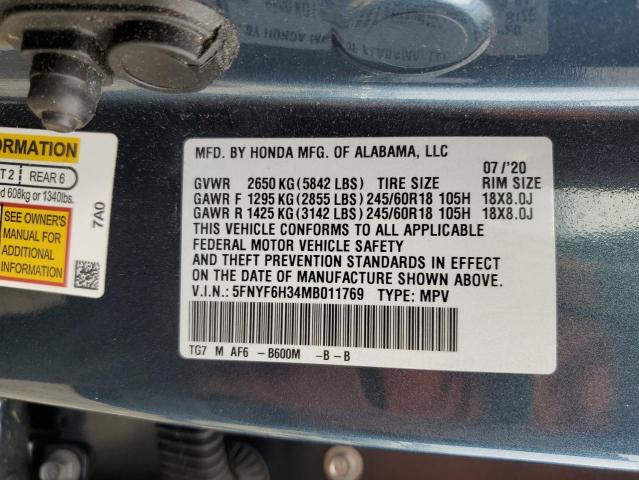 ORMATION
T 2 REAR 6
d 608kg or 1340lbs.
SEE OWNER'S
MANUAL FOR
ADDITIONAL
INFORMATION
7A0
MFD. BY HONDA MFG. OF ALABAMA, LLC 07 /'20
GVWR 2650 KG (5842 LBS) TIRE SIZE RIM SIZE
GAWR F 1295 KG (2855 LBS) 245/60R18 105H 18X8.0J
GAWR R 1425 KG (3142 LBS) 245/60R18 105H 18X8.0J
THIS VEHICLE CONFORMS TO ALL APPLICABLE
FEDERAL MOTOR VEHICLE SAFETY
AND THEFT PREVENTION STANDARDS IN EFFECT
ON THE DATE OF MANUFACTURE SHOWN ABOVE.
V.I.N.: 5FNYF6H34MB011769 TYPE: MPV
TG7 M AF6 -B600M -B-B